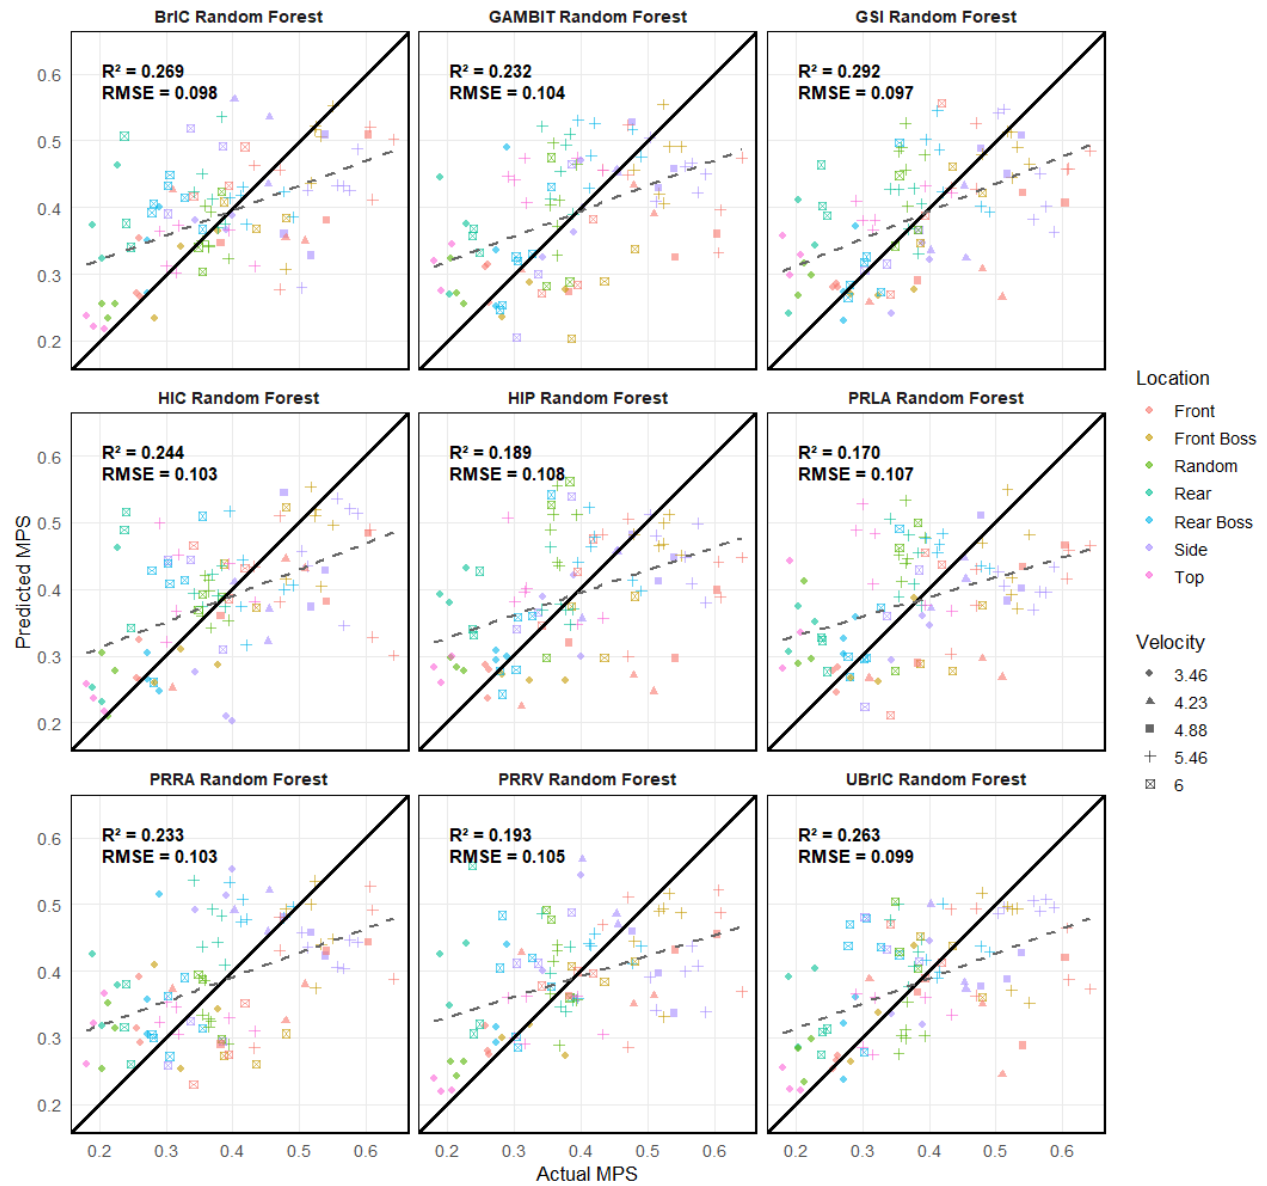 BrIC Random Forest
GAMBIT Random Forest
GSI Random Forest
R² = 0.269
RMSE = 0.098
R² = 0.232
RMSE = 0.104
R² = 0.292
RMSE = 0.097
0.6
0.5
0.4
0.3
0.2
HIC Random Forest
HIP Random Forest
PRLA Random Forest
R² = 0.244
RMSE = 0.103
R² = 0.189
RMSE = 0.108
R² = 0.170
RMSE = 0.107
0.6
0.5
0.4
0.3
0.2
Predicted MPS
PRRA Random Forest
PRRV Random Forest
UBrIC Random Forest
R² = 0.233
RMSE = 0.103
R² = 0.193
RMSE = 0.105
R² = 0.263
RMSE = 0.099
0.6
0.5
0.4
0.3
0.2
0.2 0.3 0.4 0.5 0.6
0.2 0.3 0.4 0.5 0.6
0.2 0.3 0.4 0.5 0.6
Actual MPS
Location
Front
Front Boss
Random
Rear
Rear Boss
Side
Top
Velocity
3.46
4.23
4.88
5.46
6